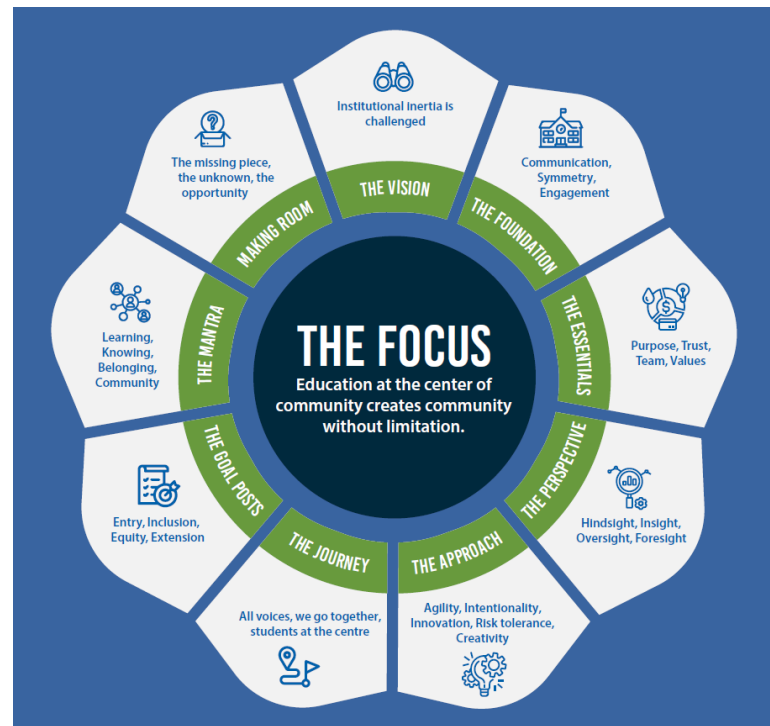 THE FOCUS
Education at the center of
community creates community
without limitation.
THE VISION
Institutional inertia is
challenged
THE FOUNDATION
Communication,
Symmetry,
Engagement
THE ESSENTIALS
Purpose, Trust,
Team, Values
THE PERSPECTIVE
Hindsight, Insight,
Oversight, Foresight
THE APPROACH
Agility, Intentionality,
Innovation, Risk tolerance,
Creativity
THE JOURNEY
All voices, we go together,
students at the centre
THE GOAL POSTS
Entry, Inclusion,
Equity, Extension
THE MANTRA
Learning,
Knowing,
Belonging,
Community
MAKING ROOM
The missing piece,
the unknown, the
opportunity